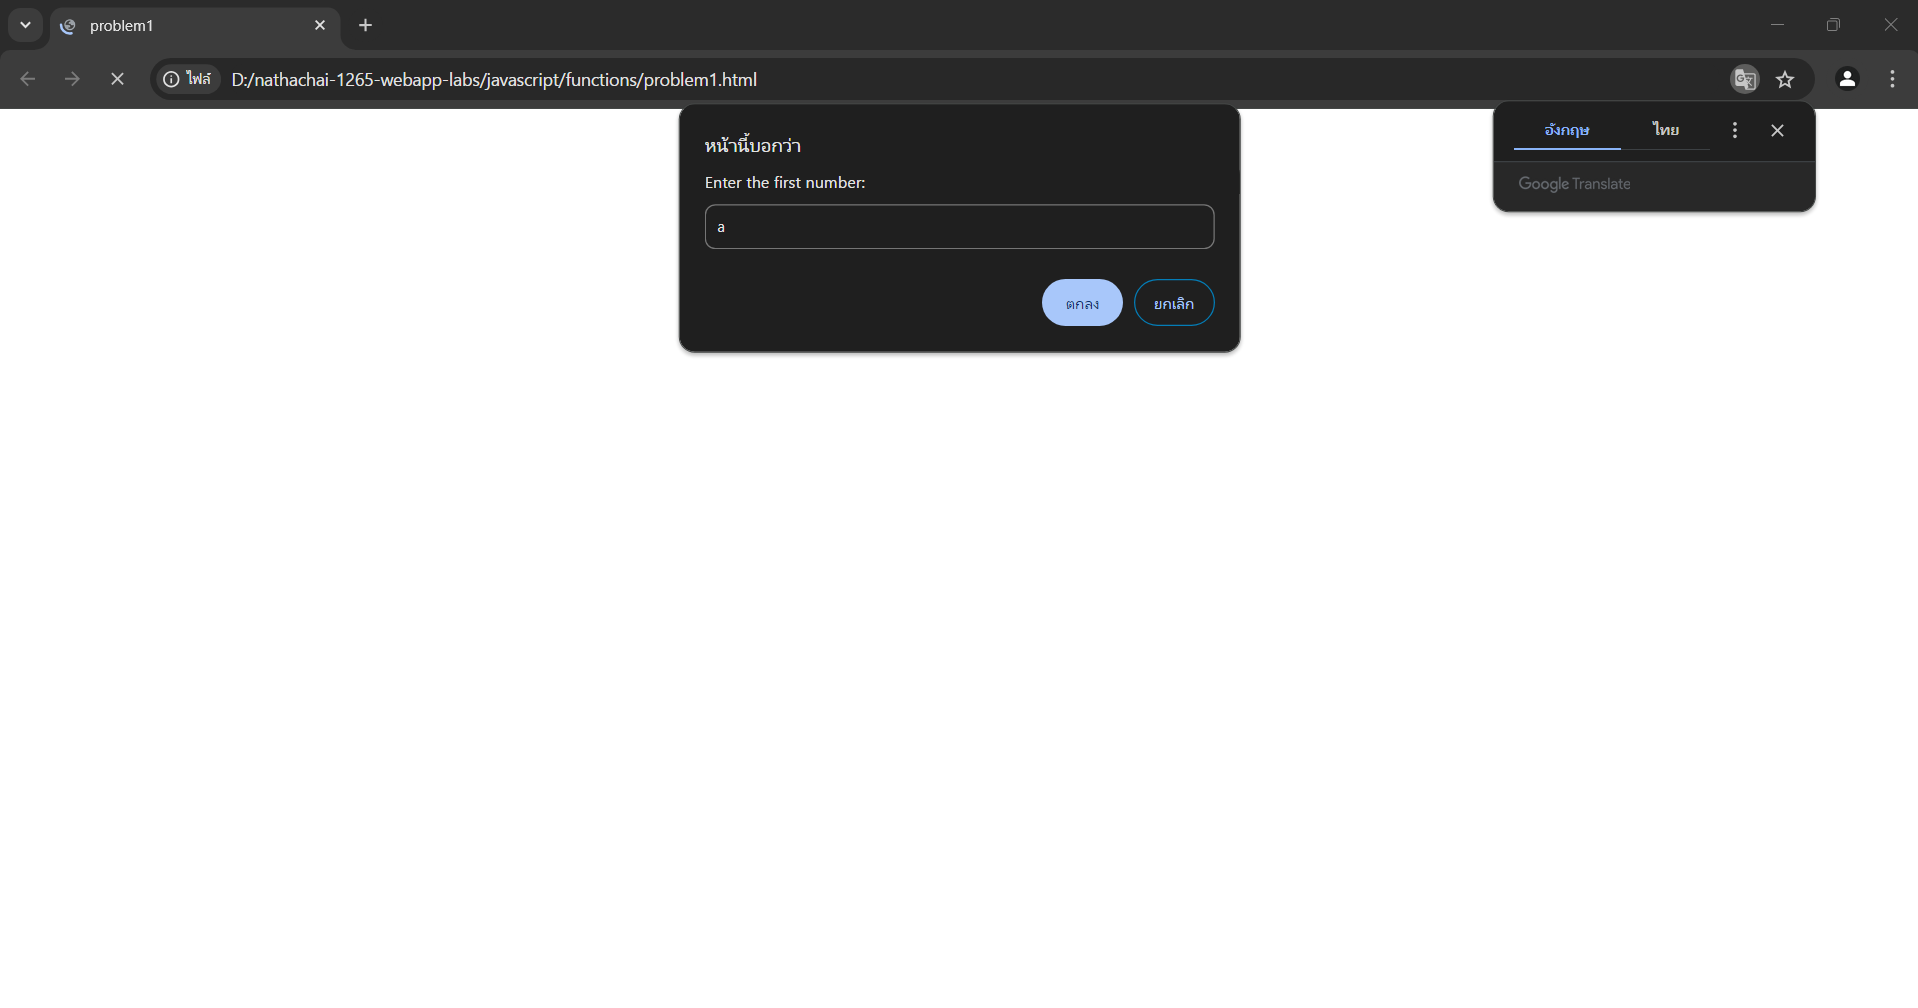 problem1
ไฟล์
D:/nathachai-1265-webapp-labs/javascript/functions/problem1.html
หน้านี้บอกว่า
Enter the first number:
a
ตกลง
ยกเลิก
อังกฤษ
ไทย
Google Translate